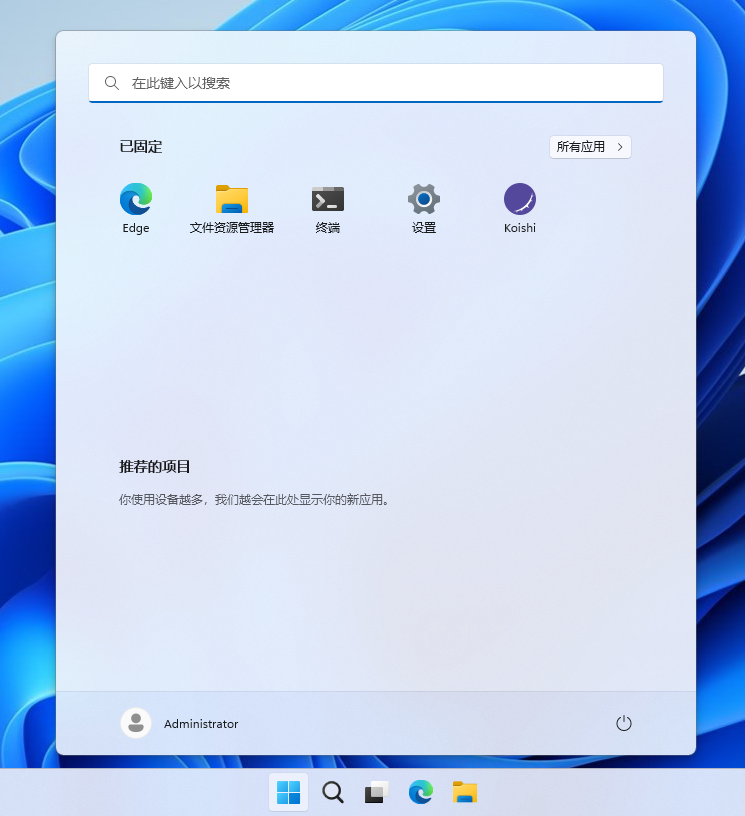 在此键入以搜索
已固定
所有应用
Edge
文件资源管理器
终端
设置
Koishi
推荐的项目
你使用设备越多，我们越会在此处显示你的新应用。
Administrator